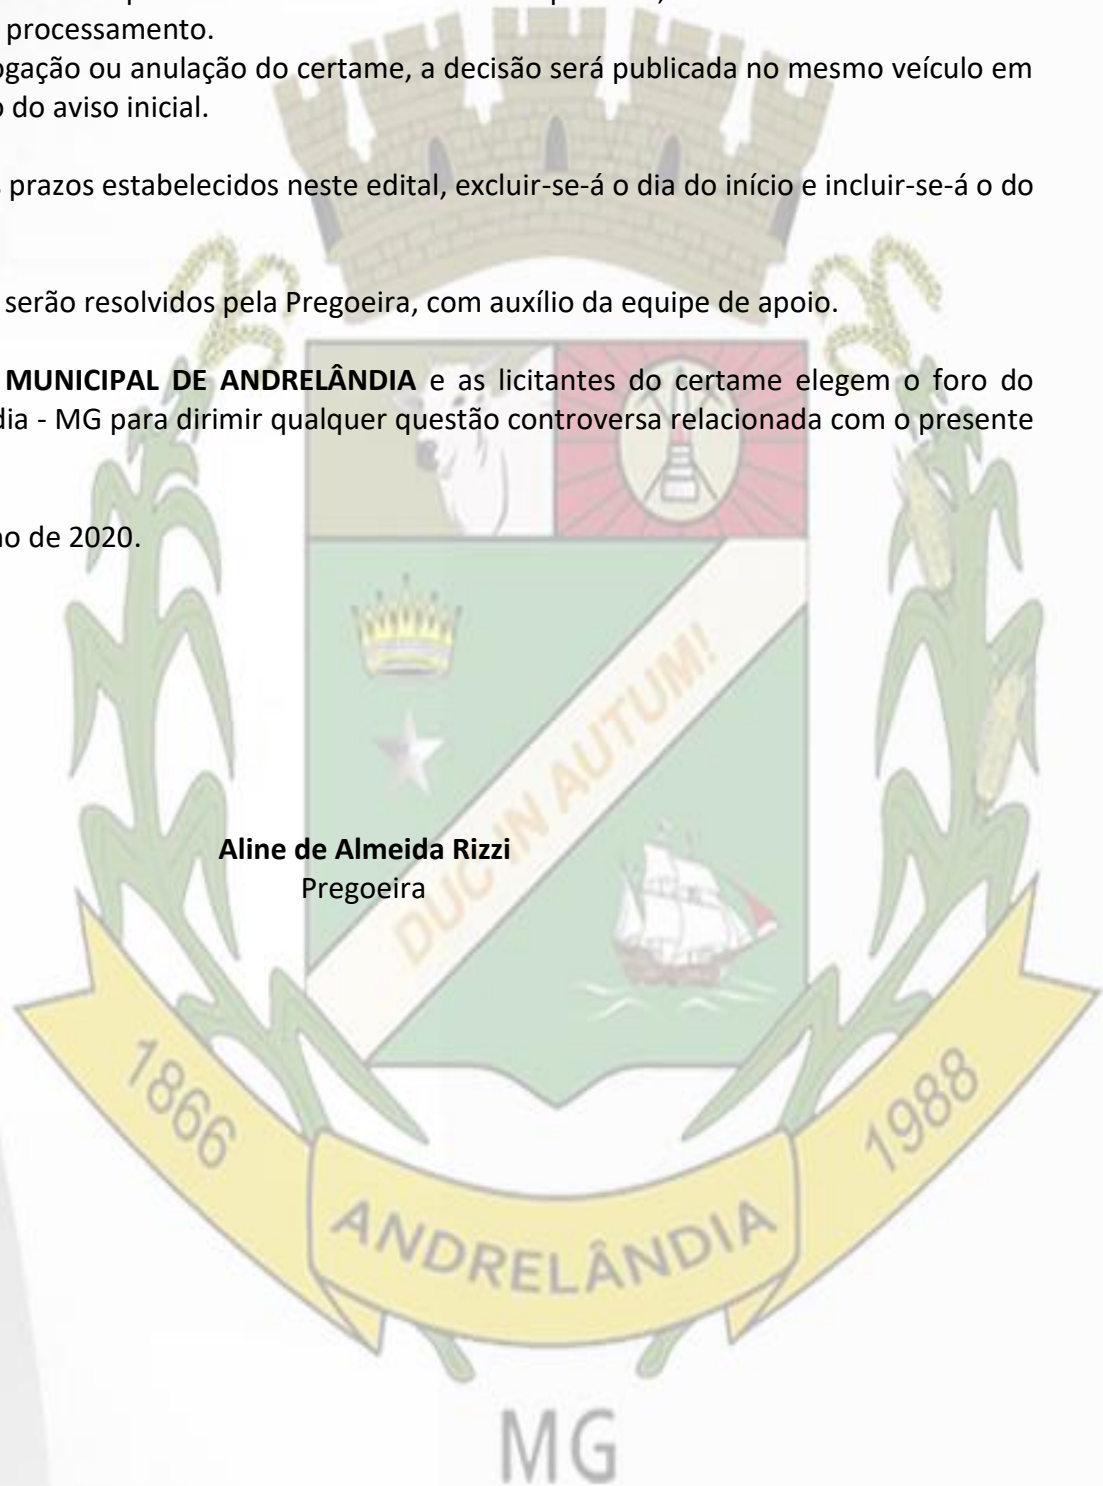 processamento.
ogação ou anulação do certame, a decisão será publicada no mesmo veículo em
o do aviso inicial.
s prazos estabelecidos neste edital, excluir-se-á o dia do início e incluir-se-á o do
serão resolvidos pela Pregoeira, com auxílio da equipe de apoio.
MUNICIPAL DE ANDRELÂNDIA e as licitantes do certame elegem o foro do
dia - MG para dirimir qualquer questão controversa relacionada com o presente
ho de 2020.
DUC IN AUTUM!
Aline de Almeida Rizzi
Pregoeira
1866
1988
ANDRELÂNDIA
MG